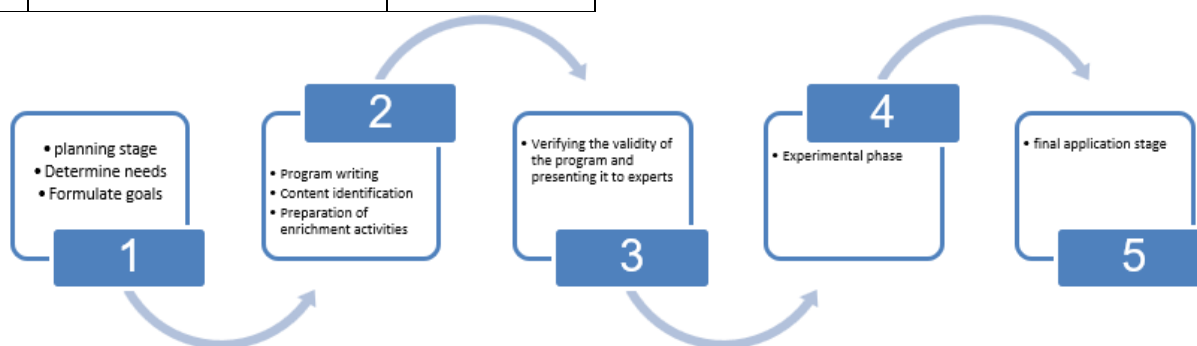 • planning stage
• Determine needs
• Formulate goals
1
2
• Program writing
• Content identification
• Preparation of
enrichment activities
• Verifying the validity of
the program and
presenting it to experts
3
4
• Experimental phase
• final application stage
5